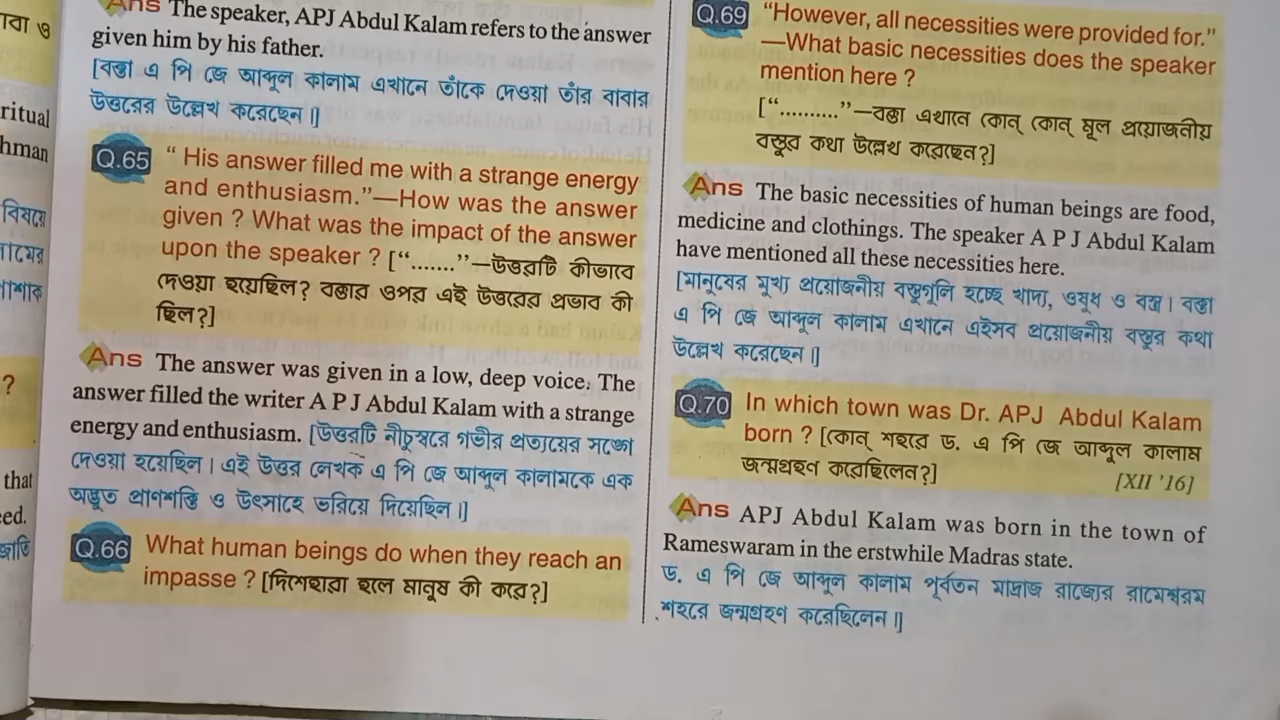 বাবা ও
ritual
hman
বিষয়ে
নামের
পাশাক
?
that
ed.
জাতি
Ans The speaker, APJ Abdul Kalam refers to the answer
given him by his father.
[বক্তা এ পি জে আব্দুল কালাম এখানে তাঁকে দেওয়া তাঁর বাবার
উত্তরের উল্লেখ করেছেন।]
Q.65 “ His answer filled me with a strange energy
and enthusiasm.”—How was the answer
given ? What was the impact of the answer
upon the speaker ? [“.......”—উত্তরটি কীভাবে
দেওয়া হয়েছিল? বক্তার ওপর এই উত্তরের প্রভাব কী
ছিল?]
Ans The answer was given in a low, deep voice. The
answer filled the writer A P J Abdul Kalam with a strange
energy and enthusiasm. [উত্তরটি নীচুস্বরে গভীর প্রত্যয়ের সঙ্গে
দেওয়া হয়েছিল। এই উত্তর লেখক এ পি জে আব্দুল কালামকে এক
অদ্ভুত প্রাণশক্তি ও উৎসাহে ভরিয়ে দিয়েছিল।]
Q.66 What human beings do when they reach an
impasse ? [দিশেহারা হলে মানুষ কী করে?]
Q.69 “However, all necessities were provided for.”
—What basic necessities does the speaker
mention here ?
[“..........”—বক্তা এখানে কোন্ কোন্ মূল প্রয়োজনীয়
বস্তুর কথা উল্লেখ করেছেন?]
Ans The basic necessities of human beings are food,
medicine and clothings. The speaker A P J Abdul Kalam
have mentioned all these necessities here.
[মানুষের মুখ্য প্রয়োজনীয় বস্তুগুলি হচ্ছে খাদ্য, ওষুধ ও বস্ত্র। বক্তা
এ পি জে আব্দুল কালাম এখানে এইসব প্রয়োজনীয় বস্তুর কথা
উল্লেখ করেছেন।]
Q.70 In which town was Dr. APJ Abdul Kalam
born ? [কোন্ শহরে ড. এ পি জে আব্দুল কালাম
জন্মগ্রহণ করেছিলেন?] [XII '16]
Ans APJ Abdul Kalam was born in the town of
Rameswaram in the erstwhile Madras state.
ড. এ পি জে আব্দুল কালাম পূর্বতন মাদ্রাজ রাজ্যের রামেশ্বরম
শহরে জন্মগ্রহণ করেছিলেন।]